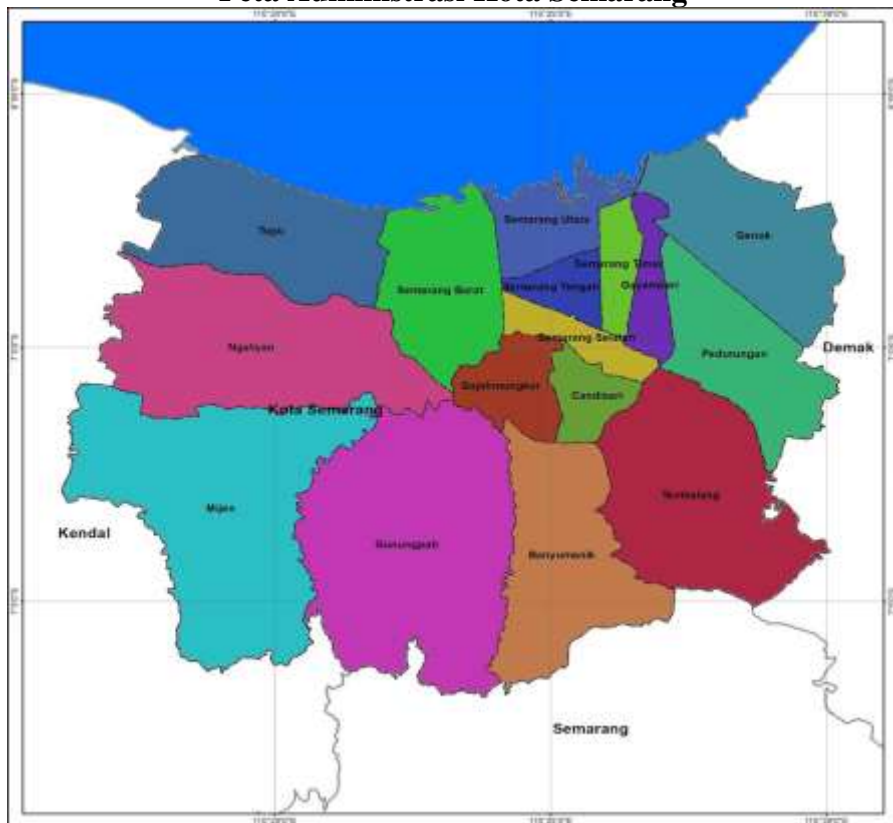 Peta Administrasi Kota Semarang
Tugu
Semarang Utara
Genuk
Semarang Timur
Semarang Barat
Semarang Tengah
Gayamsari
Semarang Selatan
Ngaliyan
Pedurungan
Demak
Gajahmungkur
Candisari
Kota Semarang
Tembalang
Mijen
Kendal
Gunungpati
Banyumanik
Semarang